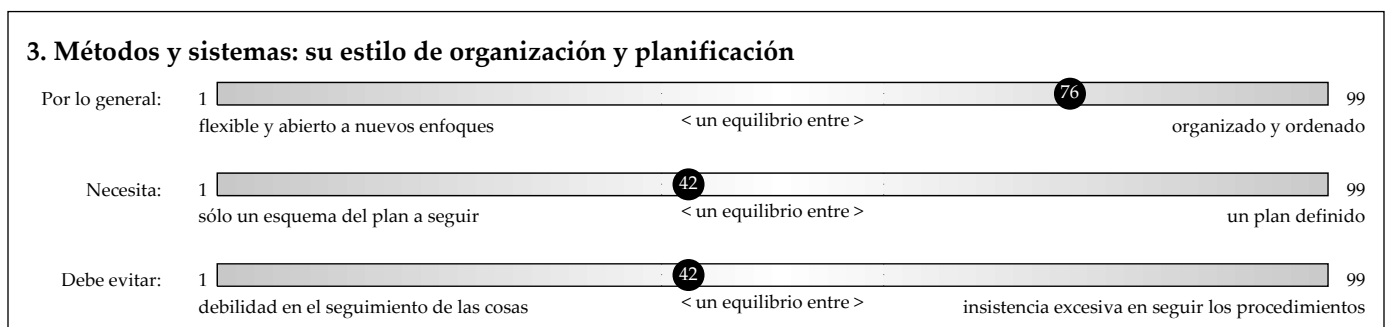 3. Métodos y sistemas: su estilo de organización y planificación
Por lo general: 1 76 99
flexible y abierto a nuevos enfoques < un equilibrio entre > organizado y ordenado
Necesita: 1 42 99
sólo un esquema del plan a seguir < un equilibrio entre > un plan definido
Debe evitar: 1 42 99
debilidad en el seguimiento de las cosas < un equilibrio entre > insistencia excesiva en seguir los procedimientos